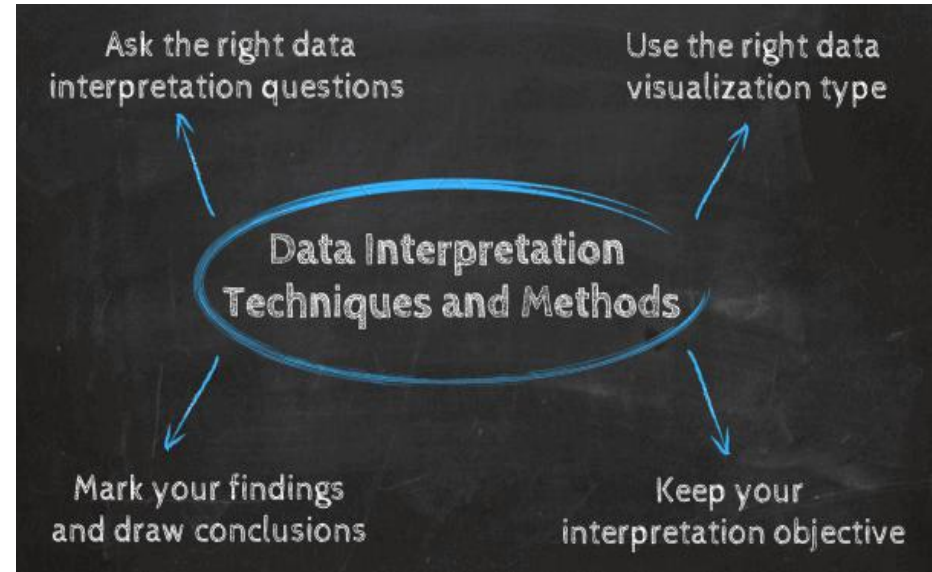 Ask the right data
interpretation questions
Use the right data
visualization type
Data Interpretation
Techniques and Methods
Mark your findings
and draw conclusions
Keep your
interpretation objective